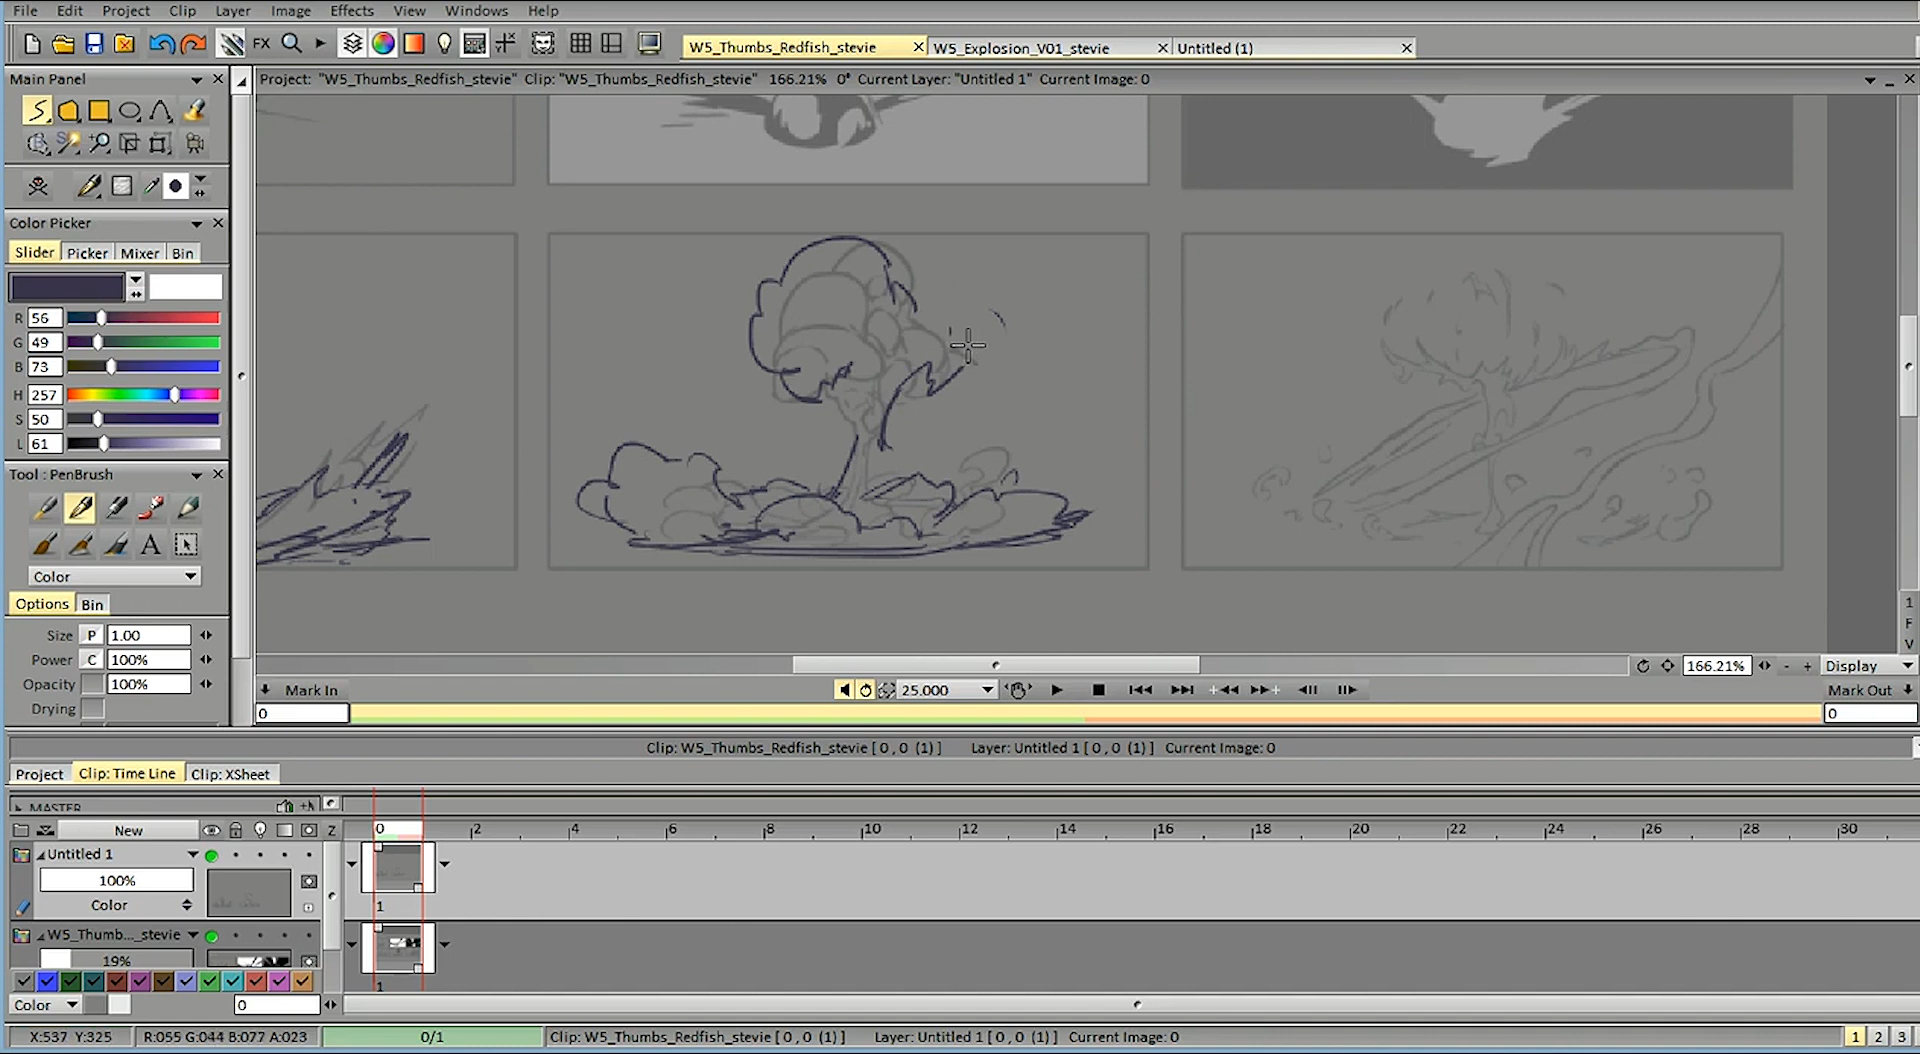 File Edit Project Clip Layer Image Effects View Windows Help
FX W5_Thumbs_Redfish_stevie W5_Explosion_V01_stevie Untitled (1)
Main Panel
Project: "W5_Thumbs_Redfish_stevie" Clip: "W5_Thumbs_Redfish_stevie" 166.21% 0° Current Layer: "Untitled 1" Current Image: 0
Color Picker
Slider Picker Mixer Bin
R 56
G 49
B 73
H 257
S 50
L 61
Tool : PenBrush
A
Color
Options Bin
Size P 1.00
Power C 100%
Opacity 100%
Drying
1
F
V
166.21% - + Display
Mark In 25.000 Mark Out
0 0
Clip: W5_Thumbs_Redfish_stevie [ 0 , 0 (1) ] Layer: Untitled 1 [ 0 , 0 (1) ] Current Image: 0
Project Clip: Time Line Clip: XSheet
MASTER
New Z 0 2 4 6 8 10 12 14 16 18 20 22 24 26 28 30
Untitled 1
100%
Color 1
W5_Thumb..._stevie
19%
1
Color 0
X:537 Y:325 R:055 G:044 B:077 A:023 0/1 Clip: W5_Thumbs_Redfish_stevie [ 0 , 0 (1) ] Layer: Untitled 1 [ 0 , 0 (1) ] Current Image: 0 1 2 3